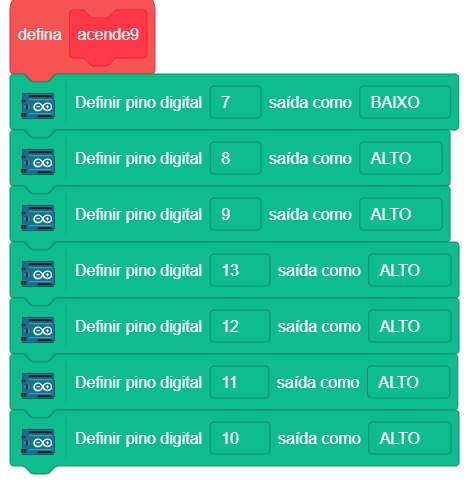 defina acende9
Definir pino digital 7 saída como BAIXO
Definir pino digital 8 saída como ALTO
Definir pino digital 9 saída como ALTO
Definir pino digital 13 saída como ALTO
Definir pino digital 12 saída como ALTO
Definir pino digital 11 saída como ALTO
Definir pino digital 10 saída como ALTO